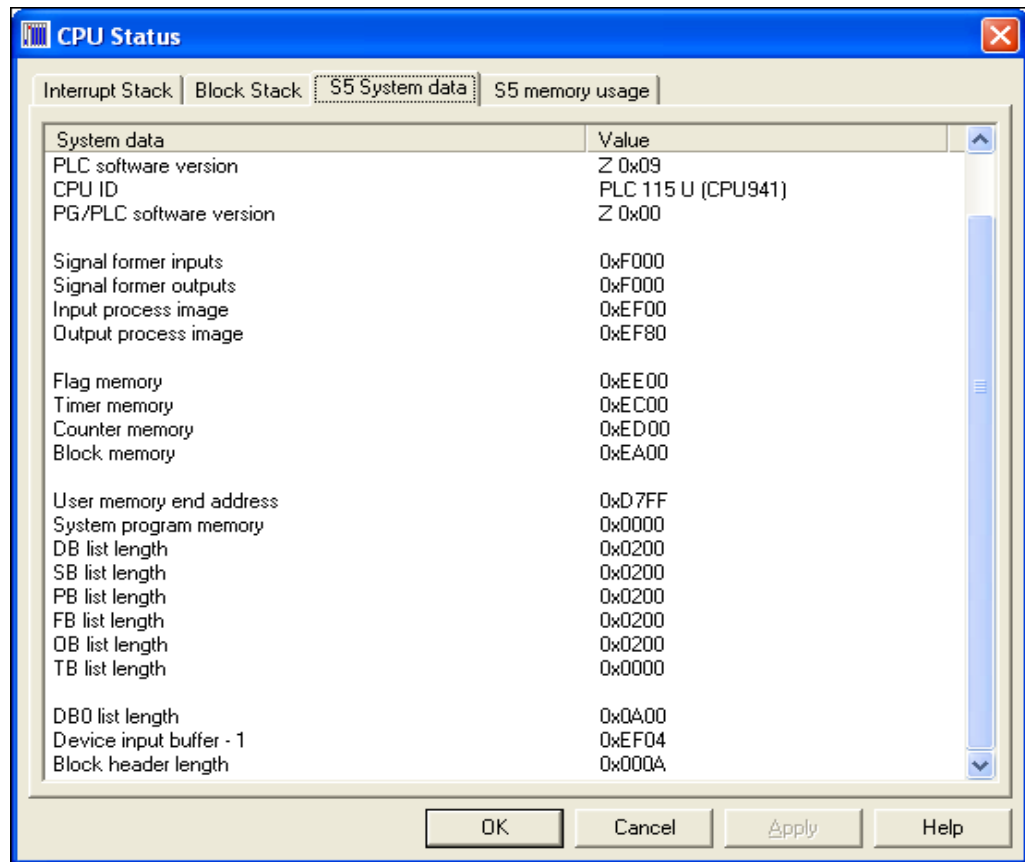 CPU Status
Interrupt Stack Block Stack S5 System data S5 memory usage
System data Value
PLC software version Z 0x09
CPU ID PLC 115 U (CPU941)
PG/PLC software version Z 0x00
Signal former inputs 0xF000
Signal former outputs 0xF000
Input process image 0xEF00
Output process image 0xEF80
Flag memory 0xEE00
Timer memory 0xEC00
Counter memory 0xED00
Block memory 0xEA00
User memory end address 0xD7FF
System program memory 0x0000
DB list length 0x0200
SB list length 0x0200
PB list length 0x0200
FB list length 0x0200
OB list length 0x0200
TB list length 0x0000
DB0 list length 0x0A00
Device input buffer - 1 0xEF04
Block header length 0x000A
OK Cancel Apply Help